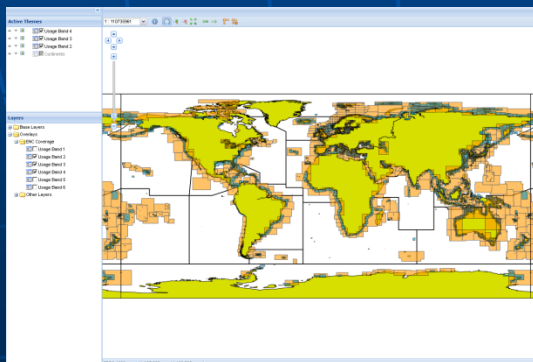 1 : 110739961
Active Themes
Usage Band 4
Usage Band 3
Usage Band 2
Continents
Layers
Base Layers
Overlays
ENC Coverage
Usage Band 1
Usage Band 2
Usage Band 3
Usage Band 4
Usage Band 5
Usage Band 6
Other Layers